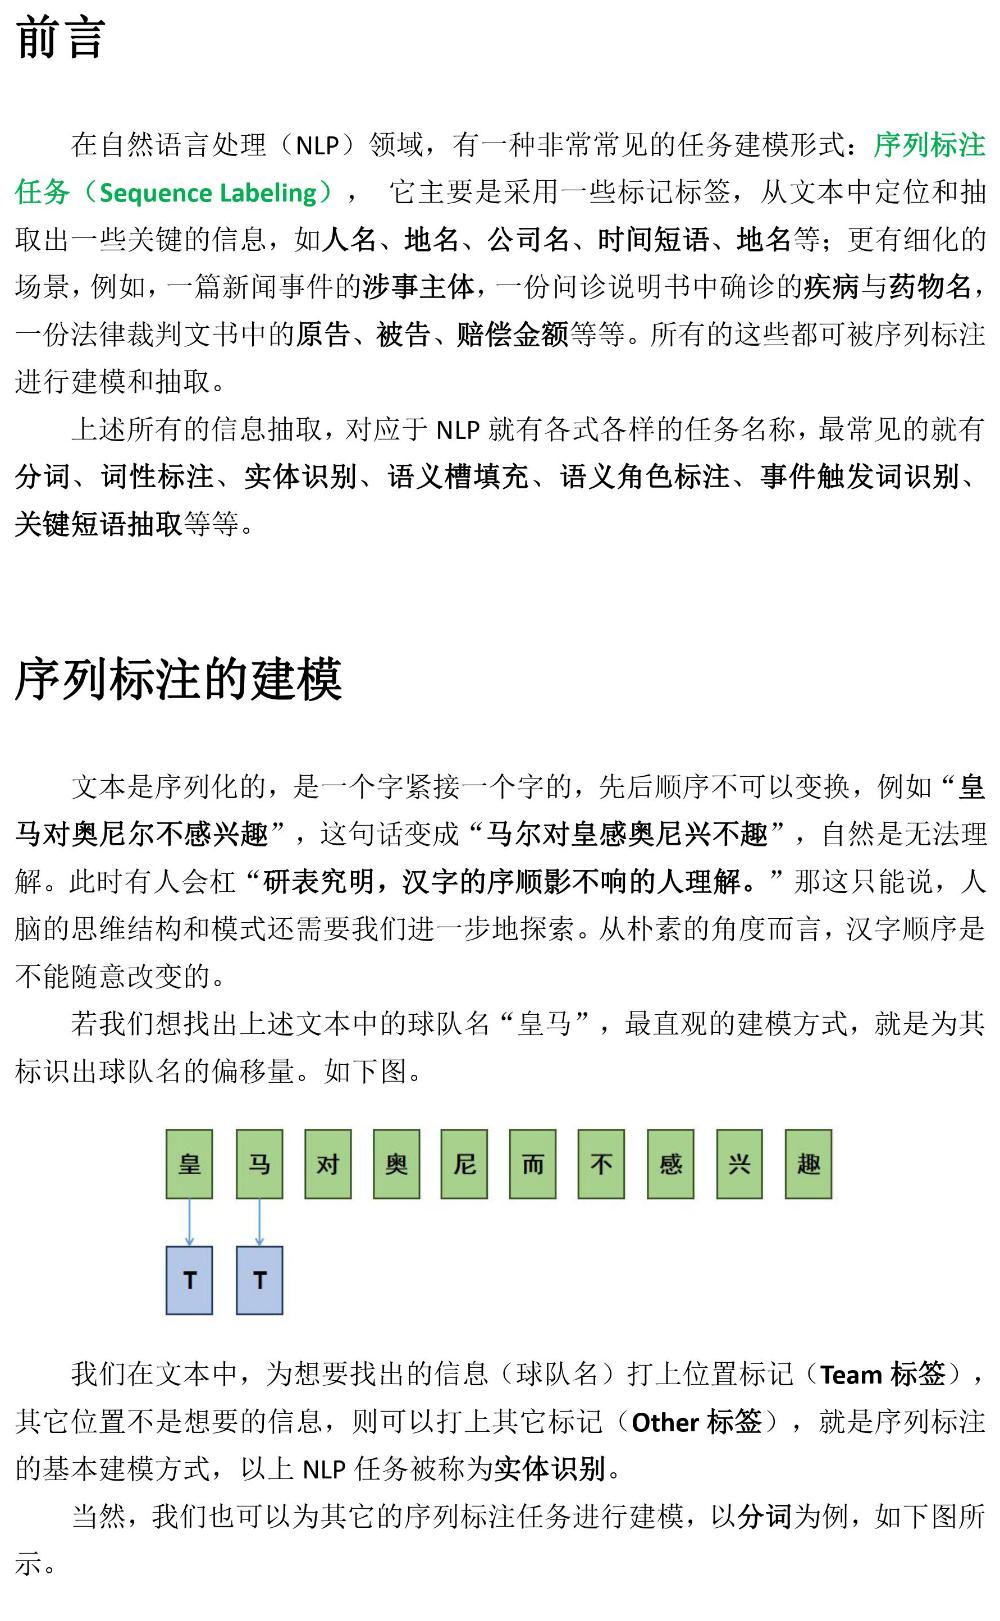 前言
在自然语言处理（NLP）领域，有一种非常常见的任务建模形式：序列标注
任务（Sequence Labeling）， 它主要是采用一些标记标签，从文本中定位和抽
取出一些关键的信息，如人名、地名、公司名、时间短语、地名等；更有细化的
场景，例如，一篇新闻事件的涉事主体，一份问诊说明书中确诊的疾病与药物名，
一份法律裁判文书中的原告、被告、赔偿金额等等。所有的这些都可被序列标注
进行建模和抽取。
上述所有的信息抽取，对应于 NLP 就有各式各样的任务名称，最常见的就有
分词、词性标注、实体识别、语义槽填充、语义角色标注、事件触发词识别、
关键短语抽取等等。
序列标注的建模
文本是序列化的，是一个字紧接一个字的，先后顺序不可以变换，例如“皇
马对奥尼尔不感兴趣”，这句话变成“马尔对皇感奥尼兴不趣”，自然是无法理
解。此时有人会杠“研表究明，汉字的序顺影不响的人理解。”那这只能说，人
脑的思维结构和模式还需要我们进一步地探索。从朴素的角度而言，汉字顺序是
不能随意改变的。
若我们想找出上述文本中的球队名“皇马”，最直观的建模方式，就是为其
标识出球队名的偏移量。如下图。
皇 马 对 奥 尼 而 不 感 兴 趣
T T
我们在文本中，为想要找出的信息（球队名）打上位置标记（Team 标签），
其它位置不是想要的信息，则可以打上其它标记（Other 标签），就是序列标注
的基本建模方式，以上 NLP 任务被称为实体识别。
当然，我们也可以为其它的序列标注任务进行建模，以分词为例，如下图所
示。